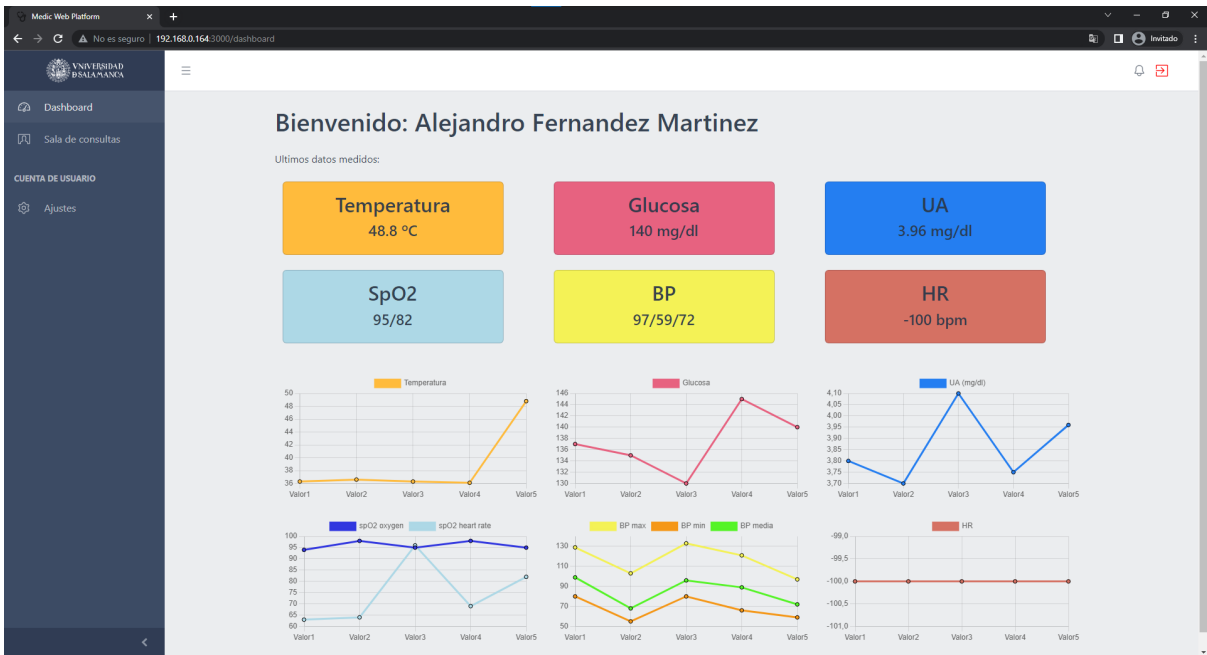 Medic Web Platform
No es seguro | 192.168.0.164:3000/dashboard
Invitado
VNIVERSIDAD
D SALAMANCA
Dashboard
Sala de consultas
CUENTA DE USUARIO
Ajustes
Bienvenido: Alejandro Fernandez Martinez
Ultimos datos medidos:
Temperatura
48.8 ºC
Glucosa
140 mg/dl
UA
3.96 mg/dl
SpO2
95/82
BP
97/59/72
HR
-100 bpm
Temperatura
50
48
46
44
42
40
38
36
Valor1 Valor2 Valor3 Valor4 Valor5
Glucosa
146
144
142
140
138
136
134
132
130
Valor1 Valor2 Valor3 Valor4 Valor5
UA (mg/dl)
4,10
4,05
4,00
3,95
3,90
3,85
3,80
3,75
3,70
Valor1 Valor2 Valor3 Valor4 Valor5
spO2 oxygen spO2 heart rate
100
95
90
85
80
75
70
65
60
Valor1 Valor2 Valor3 Valor4 Valor5
BP max BP min BP media
130
110
90
70
50
Valor1 Valor2 Valor3 Valor4 Valor5
HR
-99,0
-99,5
-100,0
-100,5
-101,0
Valor1 Valor2 Valor3 Valor4 Valor5